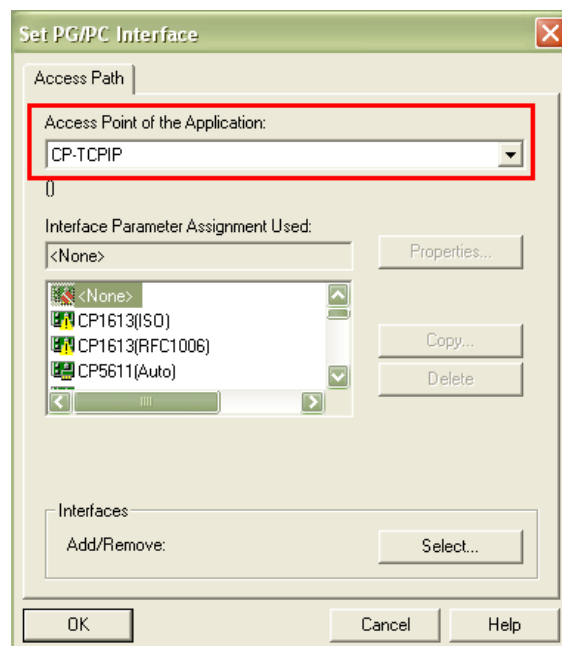 Set PG/PC Interface
Access Path
Access Point of the Application:
CP-TCPIP
()
Interface Parameter Assignment Used:
<None>
Properties...
<None>
CP1613(ISO)
CP1613(RFC1006)
CP5611(Auto)
Copy...
Delete
Interfaces
Add/Remove:
Select...
OK
Cancel
Help